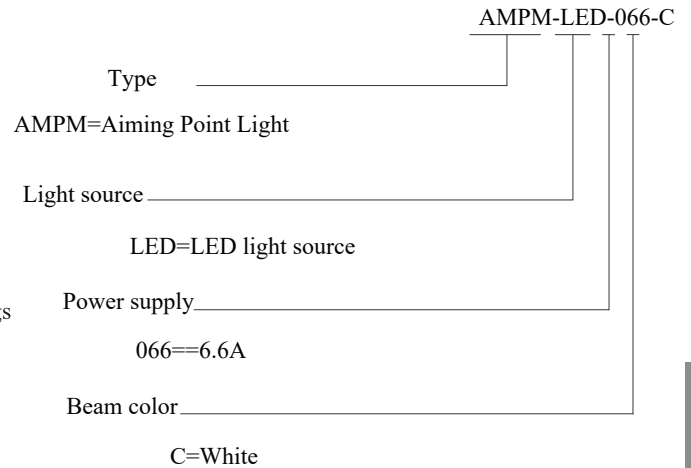 AMPM-LED-066-C
Type
AMPM=Aiming Point Light
Light source
LED=LED light source
Power supply
066==6.6A
Beam color
C=White